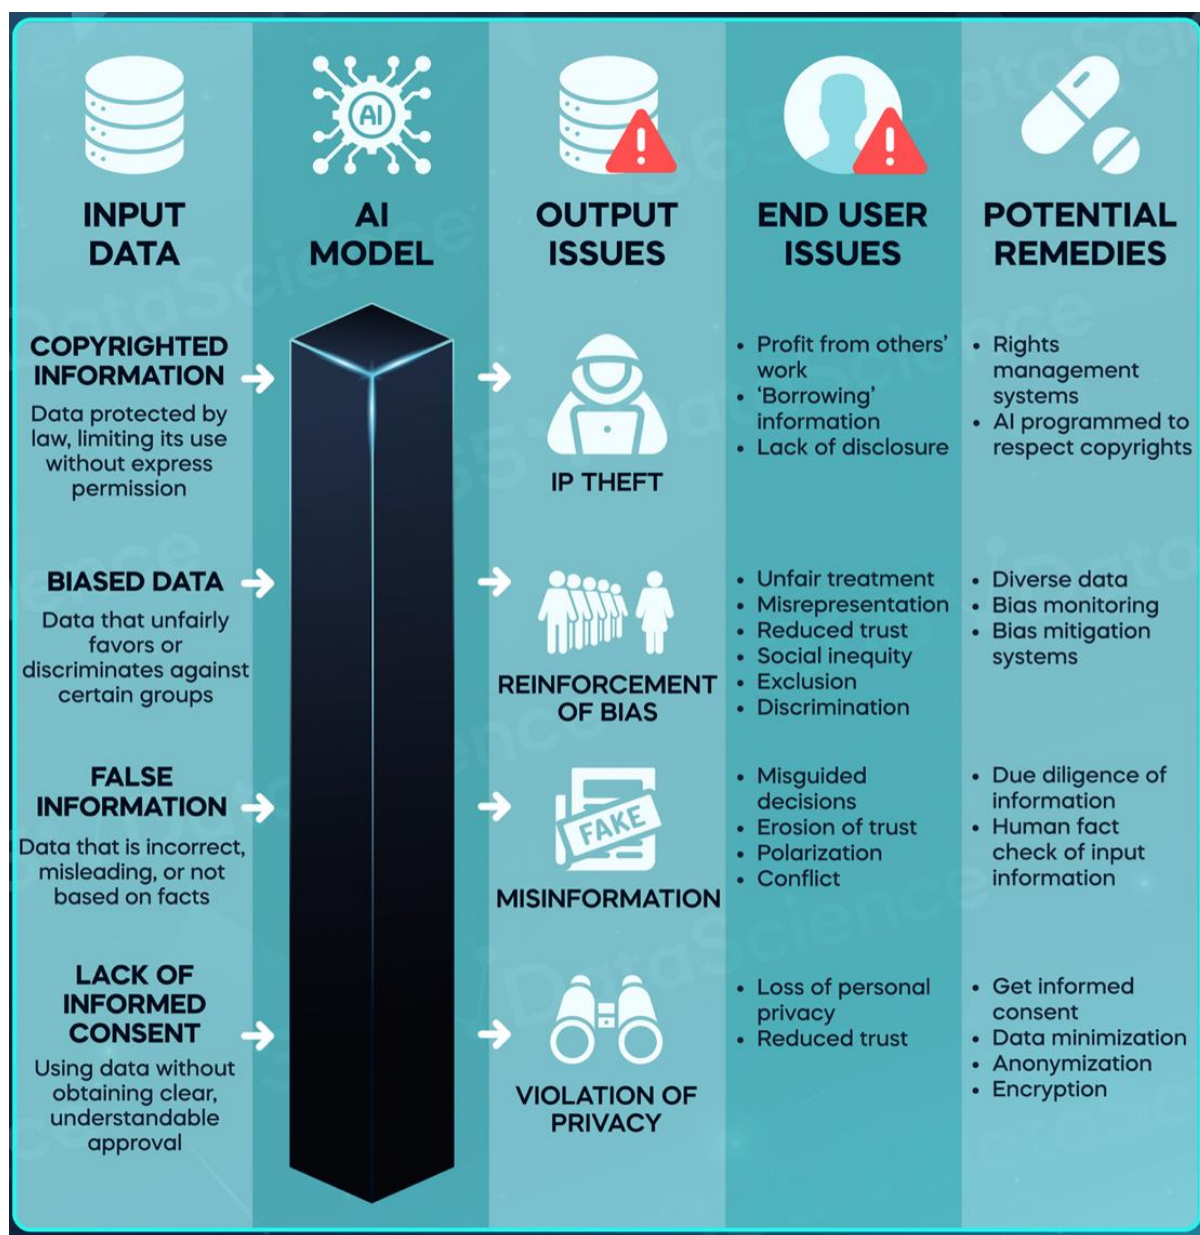 INPUT
DATA
AI
AI
MODEL
OUTPUT
ISSUES
END USER
ISSUES
POTENTIAL
REMEDIES
COPYRIGHTED
INFORMATION
Data protected by
law, limiting its use
without express
permission
IP THEFT
• Profit from others’
work
• ‘Borrowing’
information
• Lack of disclosure
• Rights
management
systems
• AI programmed to
respect copyrights
BIASED DATA
Data that unfairly
favors or
discriminates against
certain groups
REINFORCEMENT
OF BIAS
• Unfair treatment
• Misrepresentation
• Reduced trust
• Social inequity
• Exclusion
• Discrimination
• Diverse data
• Bias monitoring
• Bias mitigation
systems
FALSE
INFORMATION
Data that is incorrect,
misleading, or not
based on facts
FAKE
MISINFORMATION
• Misguided
decisions
• Erosion of trust
• Polarization
• Conflict
• Due diligence of
information
• Human fact
check of input
information
LACK OF
INFORMED
CONSENT
Using data without
obtaining clear,
understandable
approval
VIOLATION OF
PRIVACY
• Loss of personal
privacy
• Reduced trust
• Get informed
consent
• Data minimization
• Anonymization
• Encryption